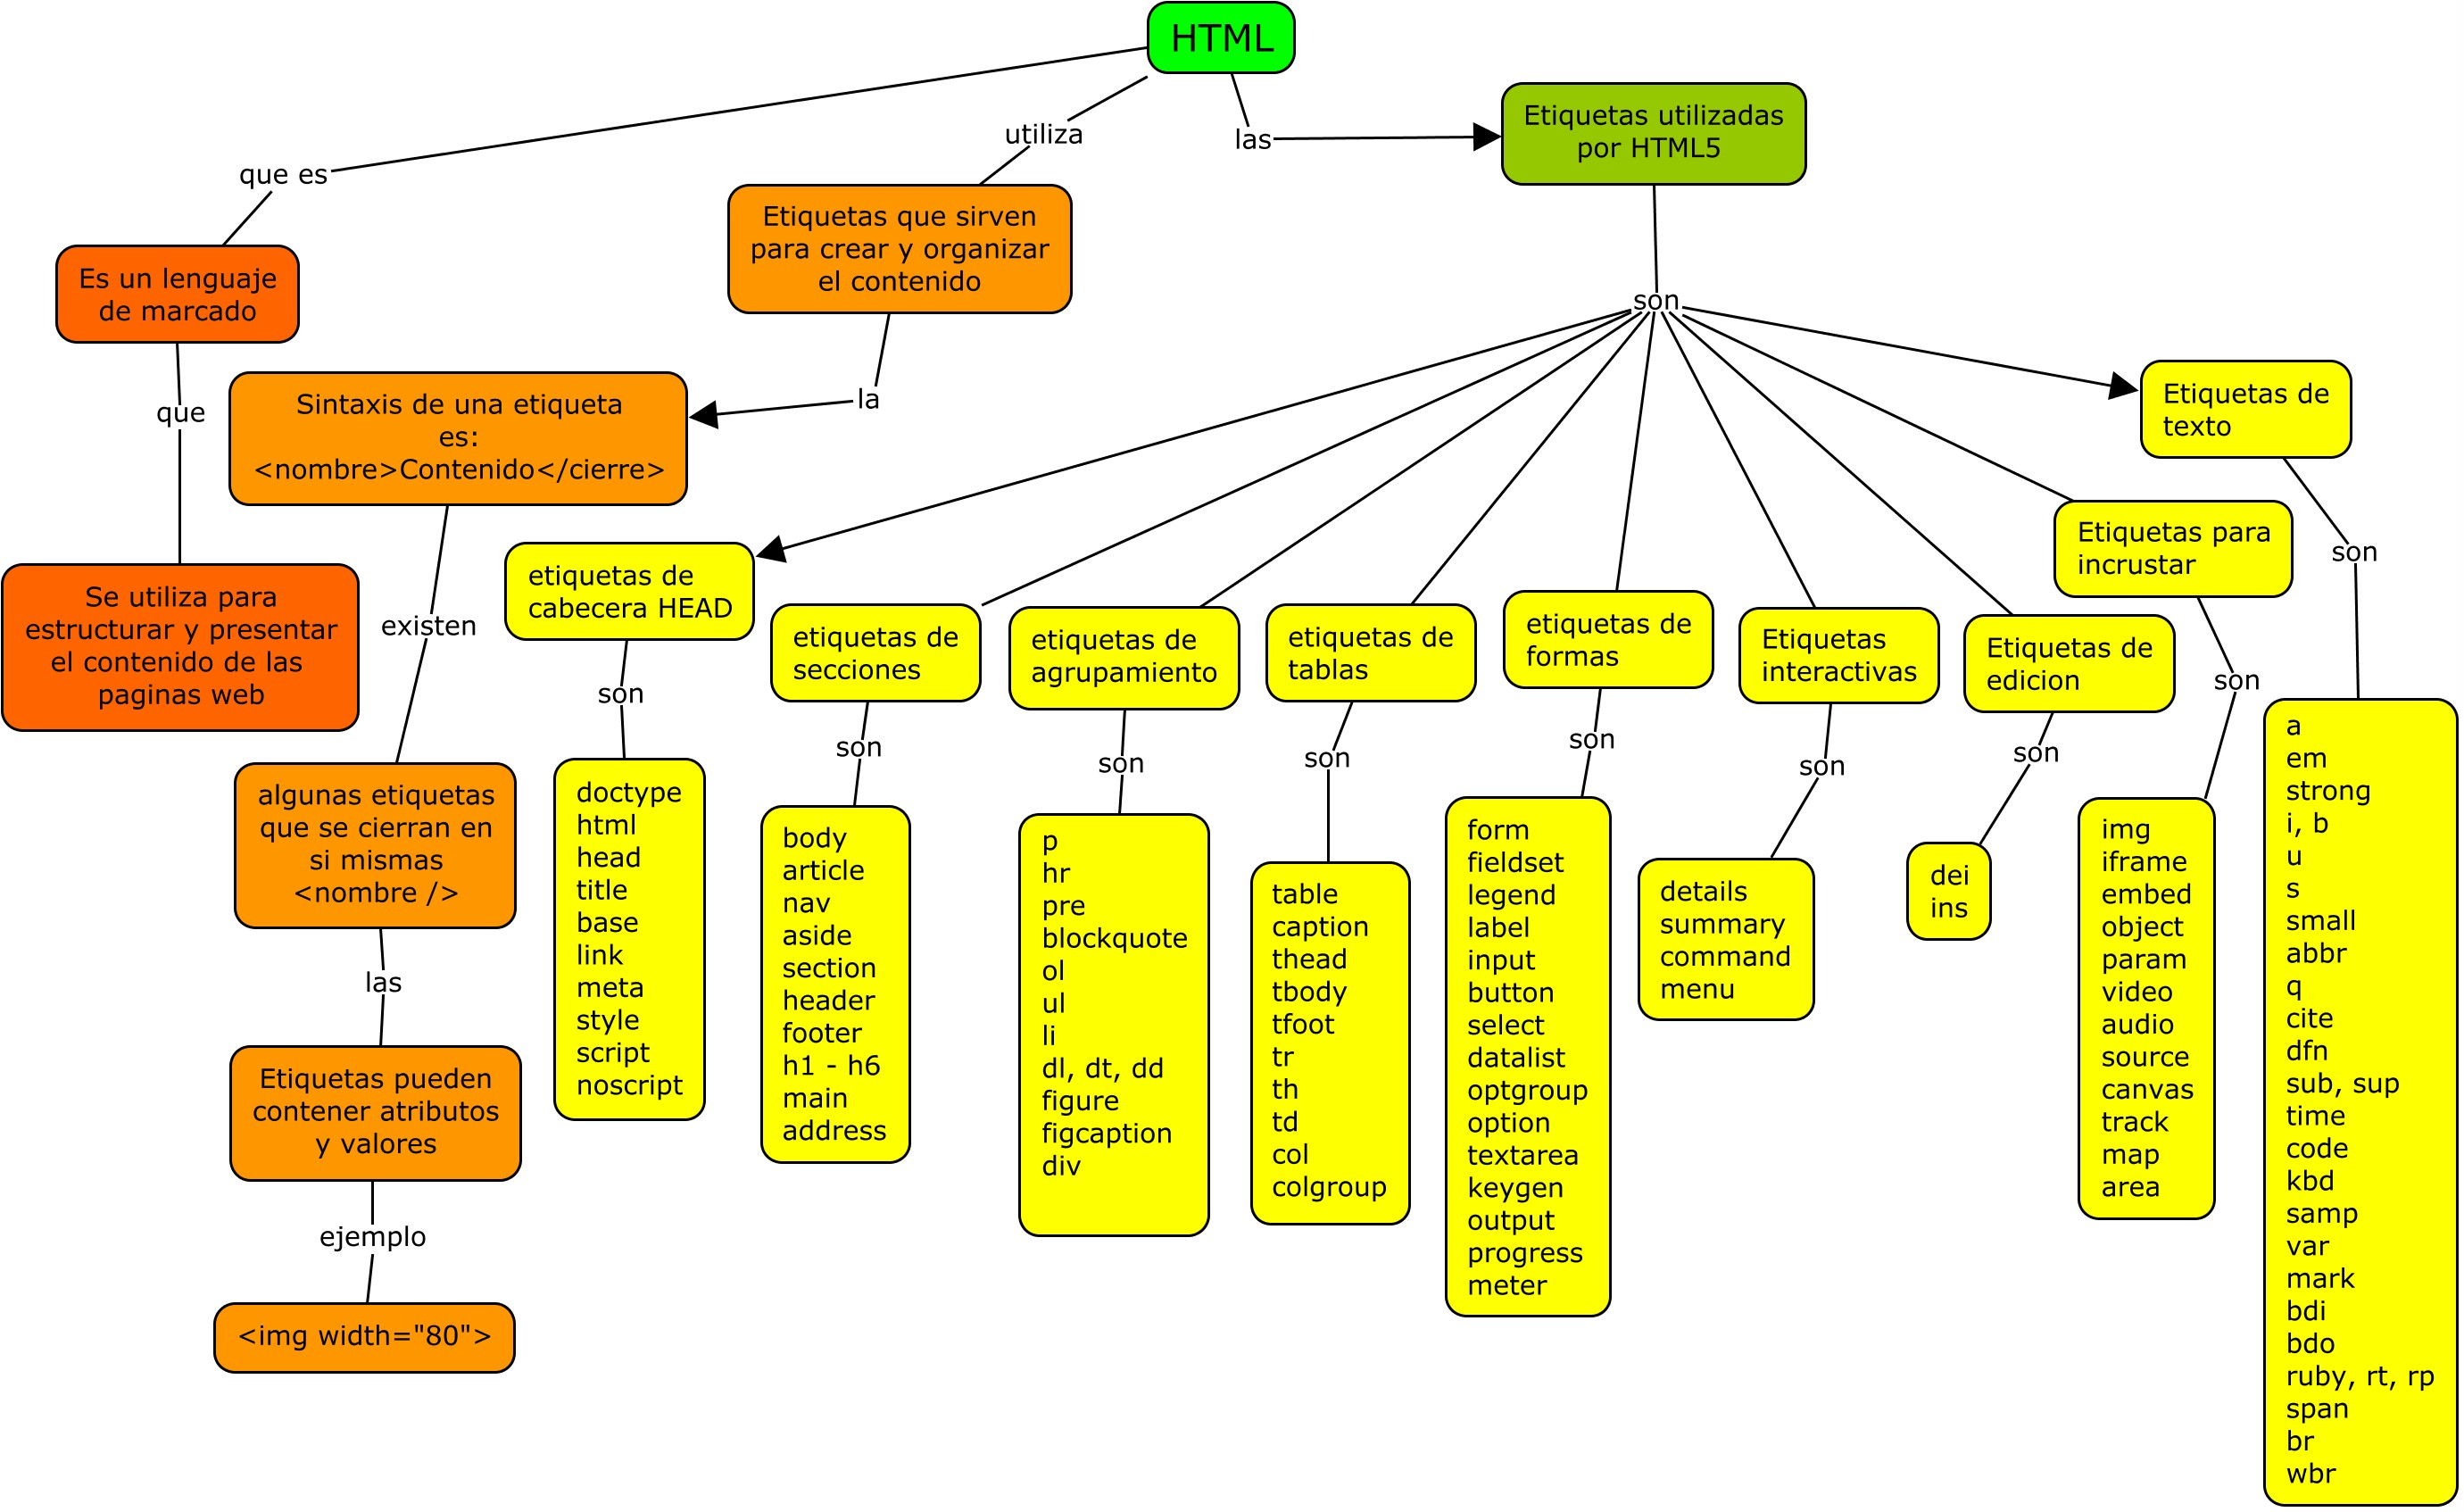 HTML
que es
utiliza
las
Es un lenguaje
de marcado
que
Se utiliza para
estructurar y presentar
el contenido de las
paginas web
Etiquetas que sirven
para crear y organizar
el contenido
la
Sintaxis de una etiqueta
es:
<nombre>Contenido</cierre>
existen
algunas etiquetas
que se cierran en
si mismas
<nombre />
las
Etiquetas pueden
contener atributos
y valores
ejemplo
<img width="80">
Etiquetas utilizadas
por HTML5
son
etiquetas de
cabecera HEAD
son
doctype
html
head
title
base
link
meta
style
script
noscript
etiquetas de
secciones
son
body
article
nav
aside
section
header
footer
h1 - h6
main
address
etiquetas de
agrupamiento
son
p
hr
pre
blockquote
ol
ul
li
dl, dt, dd
figure
figcaption
div
etiquetas de
tablas
son
table
caption
thead
tbody
tfoot
tr
th
td
col
colgroup
etiquetas de
formas
son
form
fieldset
legend
label
input
button
select
datalist
optgroup
option
textarea
keygen
output
progress
meter
Etiquetas
interactivas
son
details
summary
command
menu
Etiquetas de
edicion
son
dei
ins
Etiquetas para
incrustar
son
img
iframe
embed
object
param
video
audio
source
canvas
track
map
area
Etiquetas de
texto
son
a
em
strong
i, b
u
s
small
abbr
q
cite
dfn
sub, sup
time
code
kbd
samp
var
mark
bdi
bdo
ruby, rt, rp
span
br
wbr